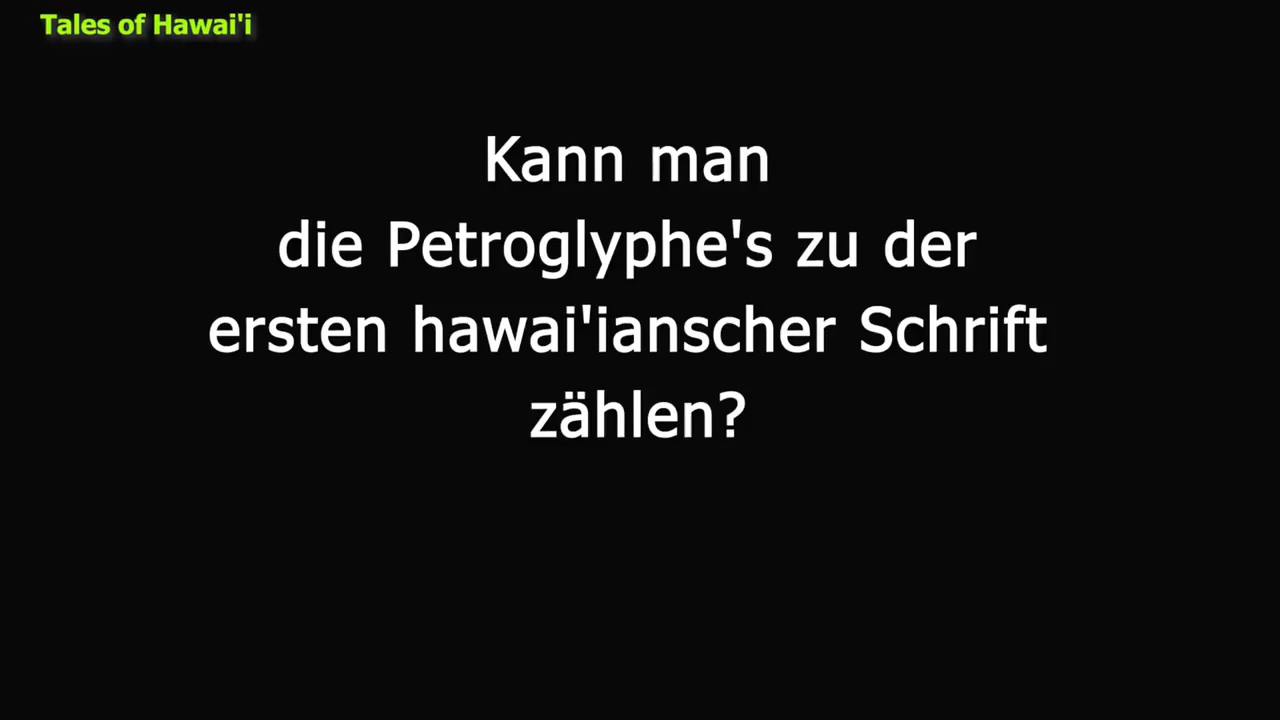 Tales of Hawai'i
Kann man
die Petroglyphe's zu der
ersten hawai'ianscher Schrift
zählen?